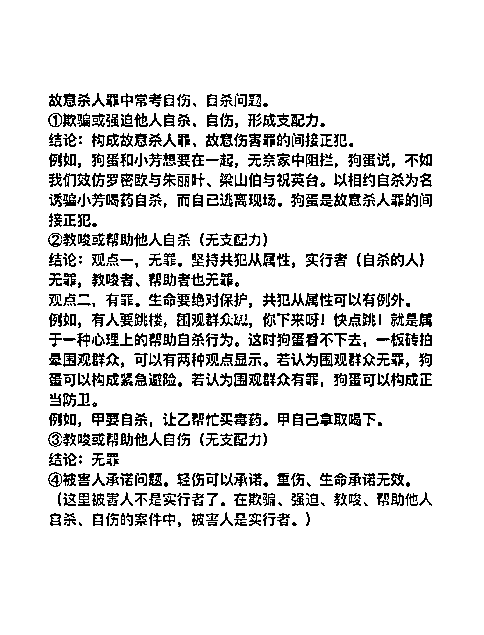 故意杀人罪中常考自伤、自杀问题。
①欺骗或强迫他人自杀、自伤，形成支配力。
结论：构成故意杀人罪、故意伤害罪的间接正犯。
例如，狗蛋和小芳想要在一起，无奈家中阻拦，狗蛋说，不如
我们效仿罗密欧与朱丽叶、梁山伯与祝英台。以相约自杀为名
诱骗小芳喝药自杀，而自己逃离现场。狗蛋是故意杀人罪的间
接正犯。
②教唆或帮助他人自杀（无支配力）
结论：观点一，无罪。坚持共犯从属性，实行者（自杀的人）
无罪，教唆者、帮助者也无罪。
观点二，有罪。生命要绝对保护，共犯从属性可以有例外。
例如，有人要跳楼，围观群众说，你下来呀！快点跳！就是属
于一种心理上的帮助自杀行为。这时狗蛋看不下去，一板砖拍
晕围观群众，可以有两种观点显示。若认为围观群众无罪，狗
蛋可以构成紧急避险。若认为围观群众有罪，狗蛋可以构成正
当防卫。
例如，甲要自杀，让乙帮忙买毒药。甲自己拿取喝下。
③教唆或帮助他人自伤（无支配力）
结论：无罪
④被害人承诺问题。轻伤可以承诺。重伤、生命承诺无效。
（这里被害人不是实行者了。在欺骗、强迫、教唆、帮助他人
自杀、自伤的案件中，被害人是实行者。）